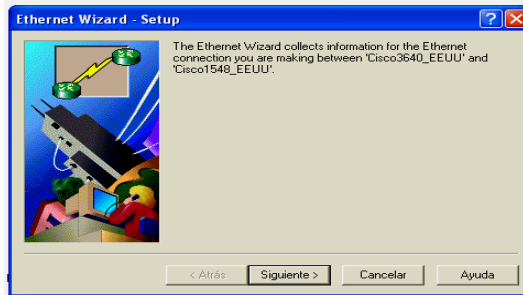 Ethernet Wizard - Setup
The Ethernet Wizard collects information for the Ethernet
connection you are making between 'Cisco3640_EEUU' and
'Cisco1548_EEUU'.
< Atrás Siguiente > Cancelar Ayuda